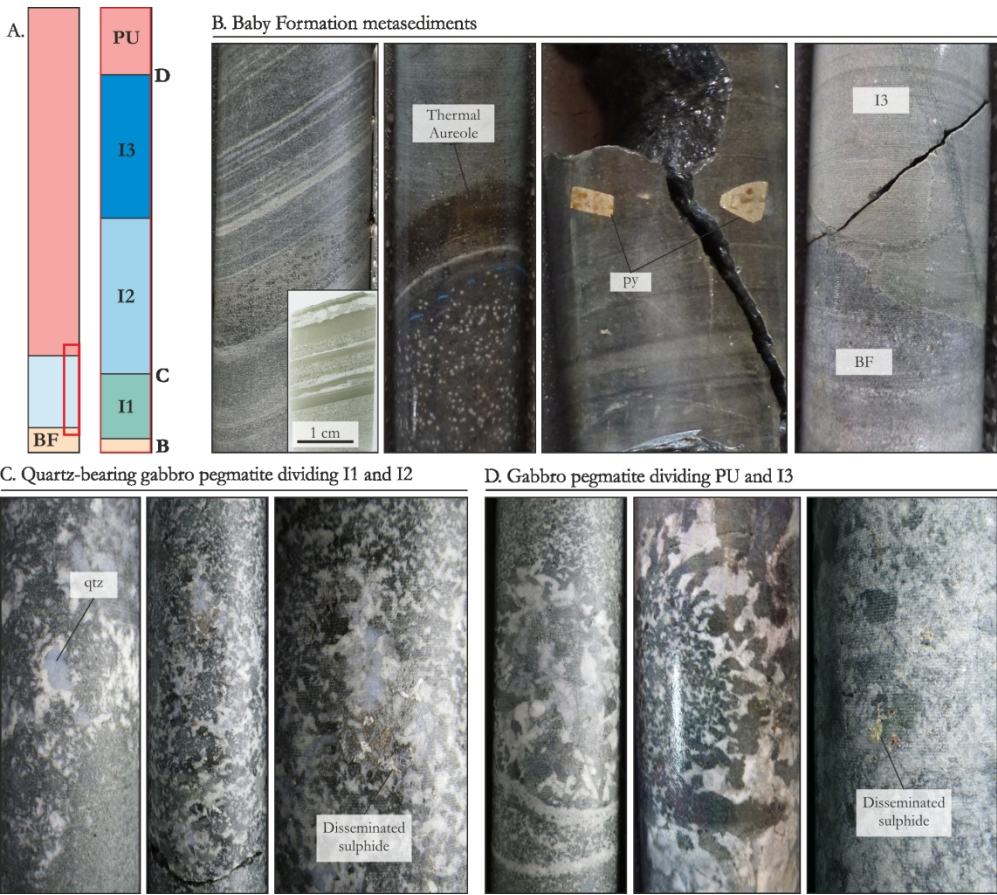 A.
PU
D
I3
I2
C
I1
BF
B
B. Baby Formation metasediments
Thermal
Aureole
1 cm
py
I3
BF
C. Quartz-bearing gabbro pegmatite dividing I1 and I2
qtz
Disseminated
sulphide
D. Gabbro pegmatite dividing PU and I3
Disseminated
sulphide